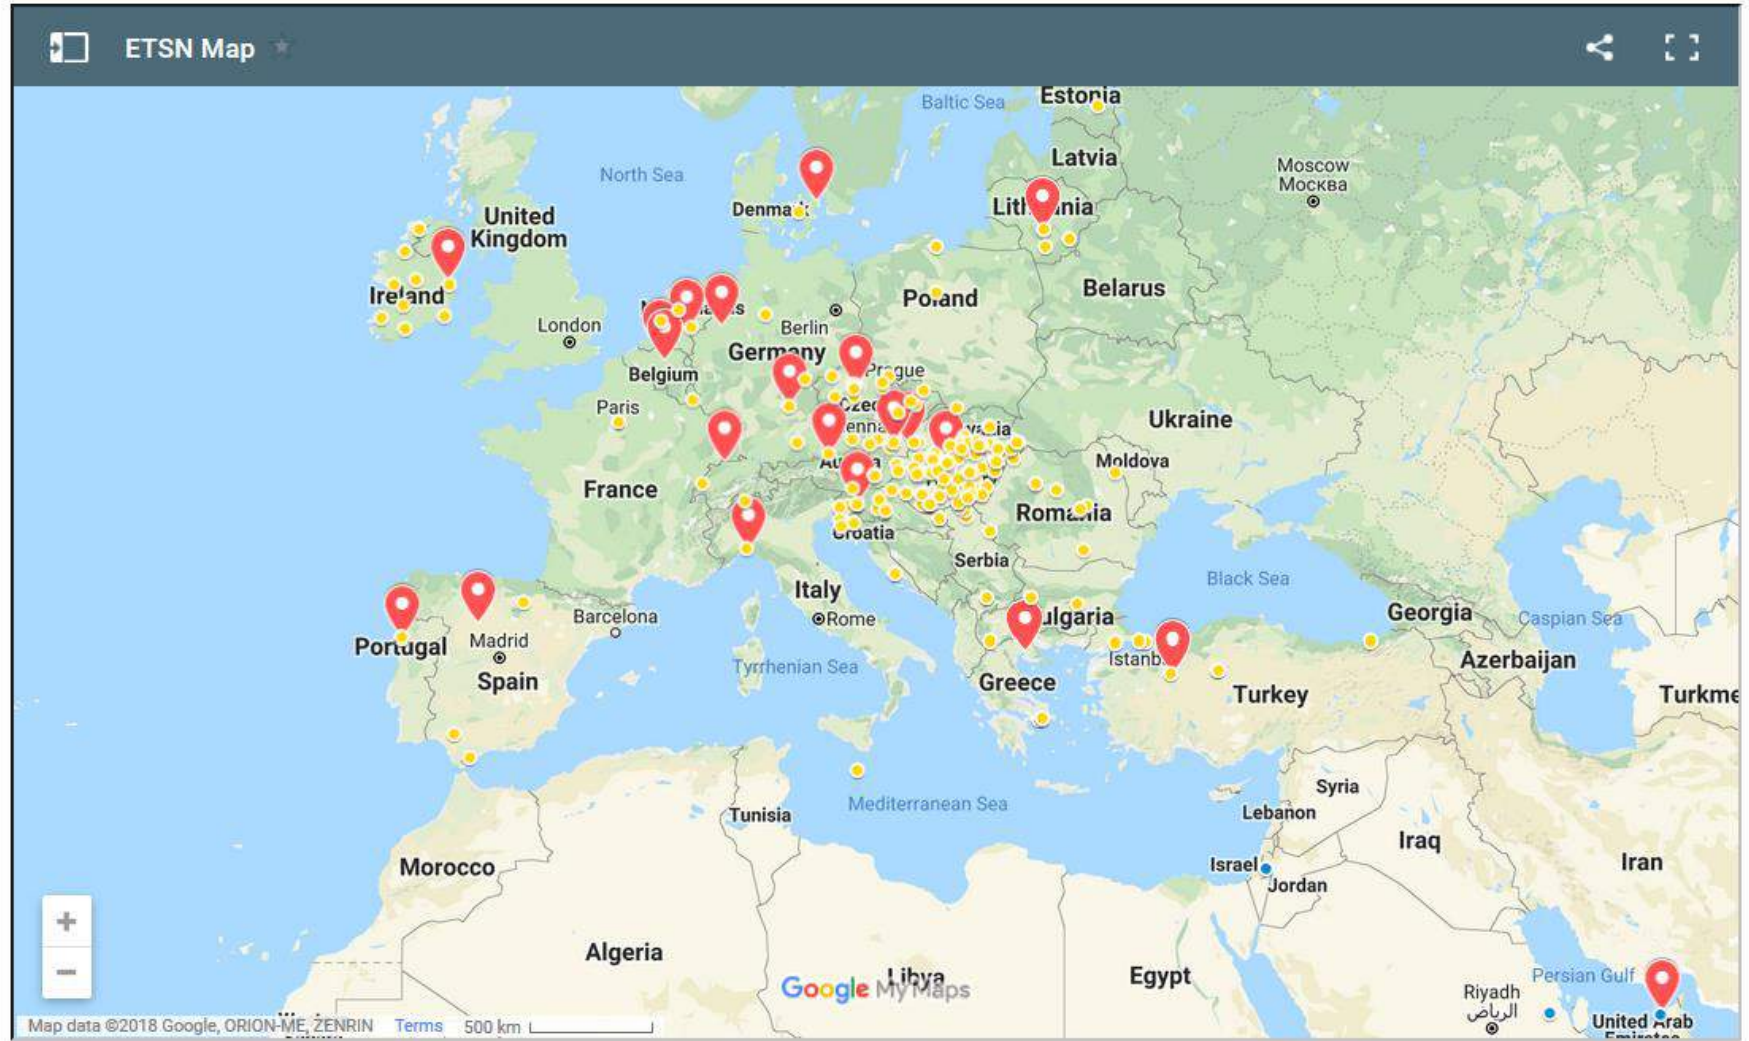 ETSN Map
Estonia
Baltic Sea
Latvia
Moscow
Москва
North Sea
Denmark
United
Kingdom
Ireland
London
Berlin
Poland
Belarus
Germany
Belgium
Prague
Paris
Ukraine
Moldova
France
Romania
Croatia
Serbia
Italy
Rome
Barcelona
Black Sea
Georgia
Caspian Sea
Portugal
Madrid
Spain
Tyrrhenian Sea
Greece
Turkey
Azerbaijan
Turkme
Syria
Tunisia
Mediterranean Sea
Lebanon
Iraq
Morocco
Israel
Jordan
Iran
Algeria
Libya
Egypt
Google My Maps
Persian Gulf
Riyadh
الرياض
United Arab
Emirates
Map data ©2018 Google, ORION-ME, ZENRIN Terms 500 km